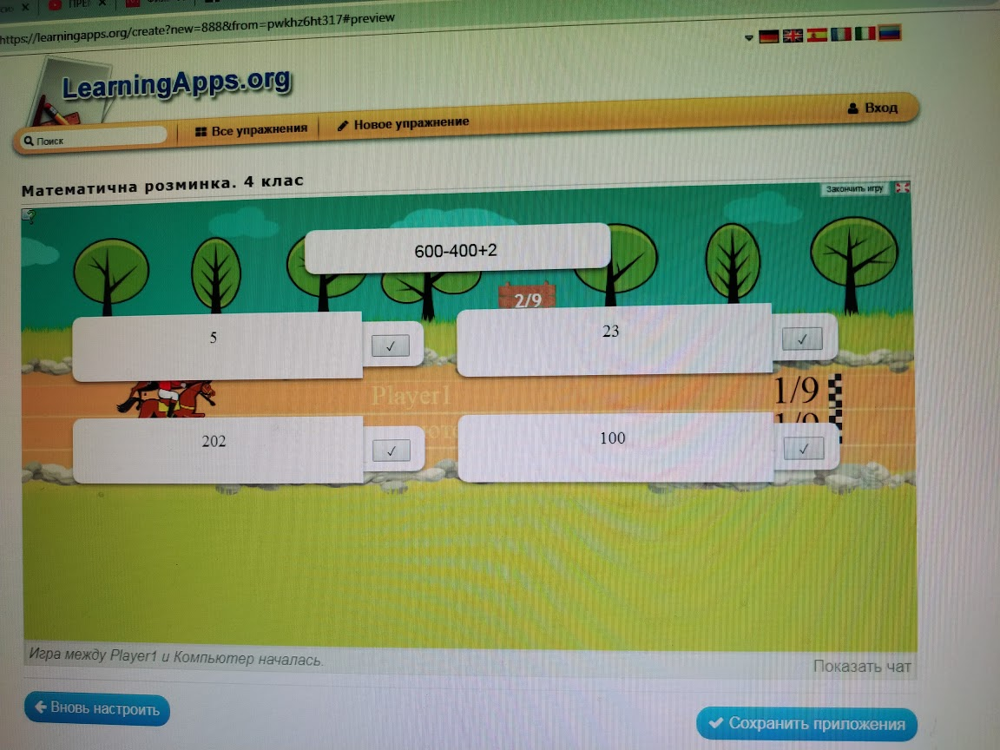 https://learningapps.org/create?new=888&from=pwkhz6ht317#preview
LearningApps.org
Поиск
Все упражнения
Новое упражнение
Вход
Математична розминка. 4 клас
Закончить игру
600-400+2
2/9
5
23
Player1
1/9
1/9
202
100
Игра между Player1 и Компьютер началась.
Показать чат
Вновь настроить
Сохранить приложения